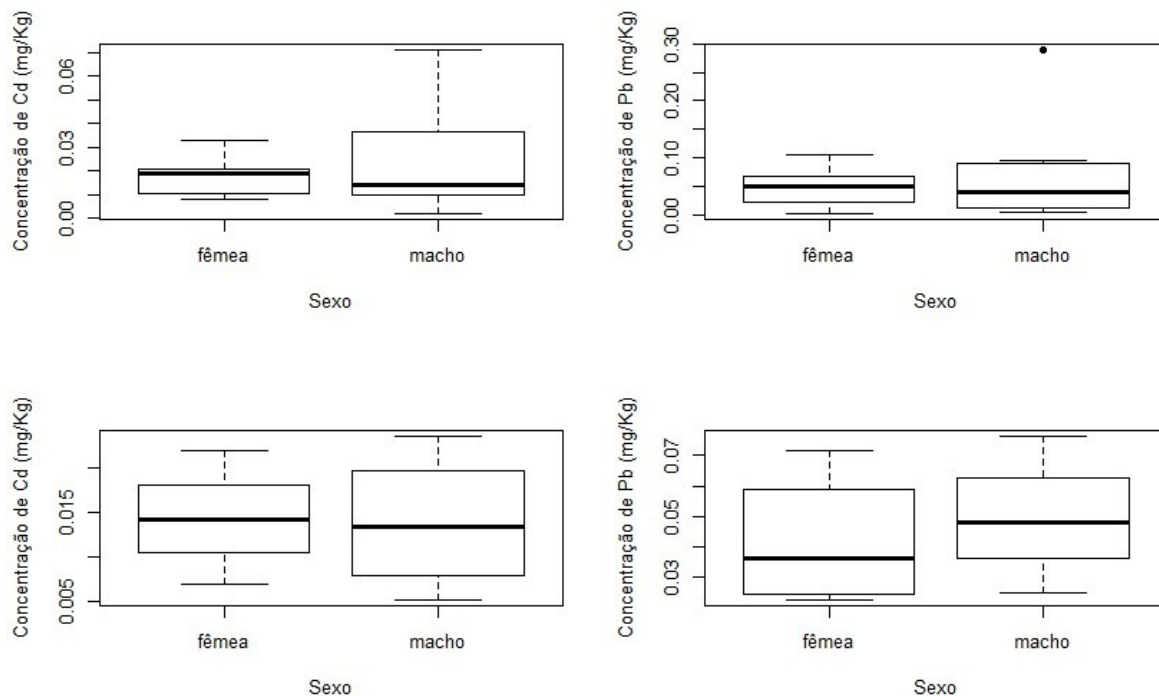 Concentração de Cd (mg/Kg)
0.06
0.03
0.00
fêmea macho
Sexo
Concentração de Pb (mg/Kg)
0.30
0.20
0.10
0.00
fêmea macho
Sexo
Concentração de Cd (mg/Kg)
0.015
0.005
fêmea macho
Sexo
Concentração de Pb (mg/Kg)
0.07
0.05
0.03
fêmea macho
Sexo